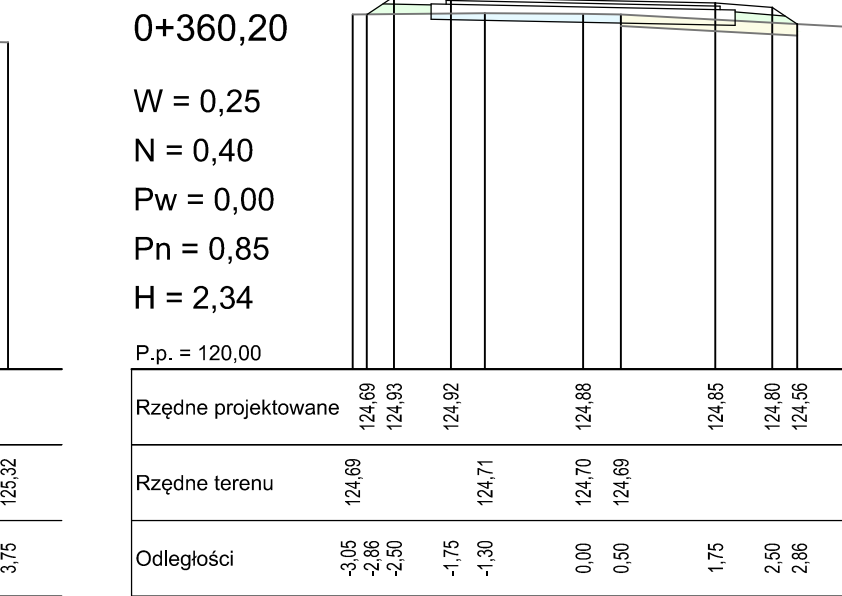 0+360,20
W = 0,25
N = 0,40
Pw = 0,00
Pn = 0,85
H = 2,34
P.p. = 120,00
Rzędne projektowane 124,69 124,93 124,92 124,88 124,85 124,80 124,56
125,32
Rzędne terenu 124,69 124,71 124,70 124,69
3,75
Odległości -3,05 -2,86 -2,50 -1,75 -1,30 0,00 0,50 1,75 2,50 2,86